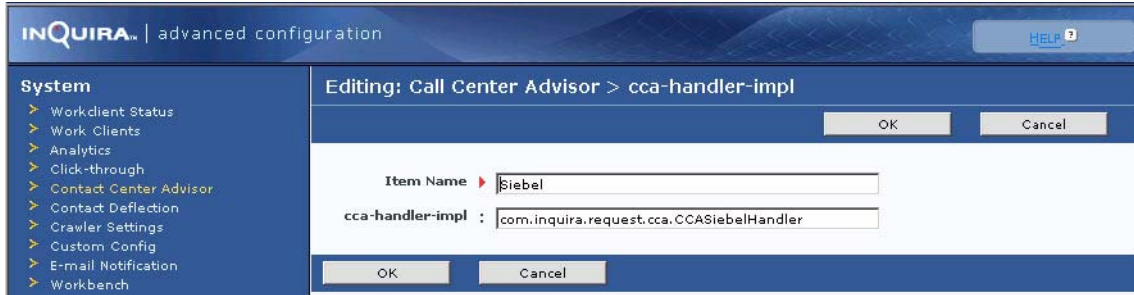 INQUIRA™ | advanced configuration
HELP ?
System
Workclient Status
Work Clients
Analytics
Click-through
Contact Center Advisor
Contact Deflection
Crawler Settings
Custom Config
E-mail Notification
Workbench
Editing: Call Center Advisor > cca-handler-impl
OK Cancel
Item Name Siebel
cca-handler-impl : com.inquira.request.cca.CCASiebelHandler
OK Cancel